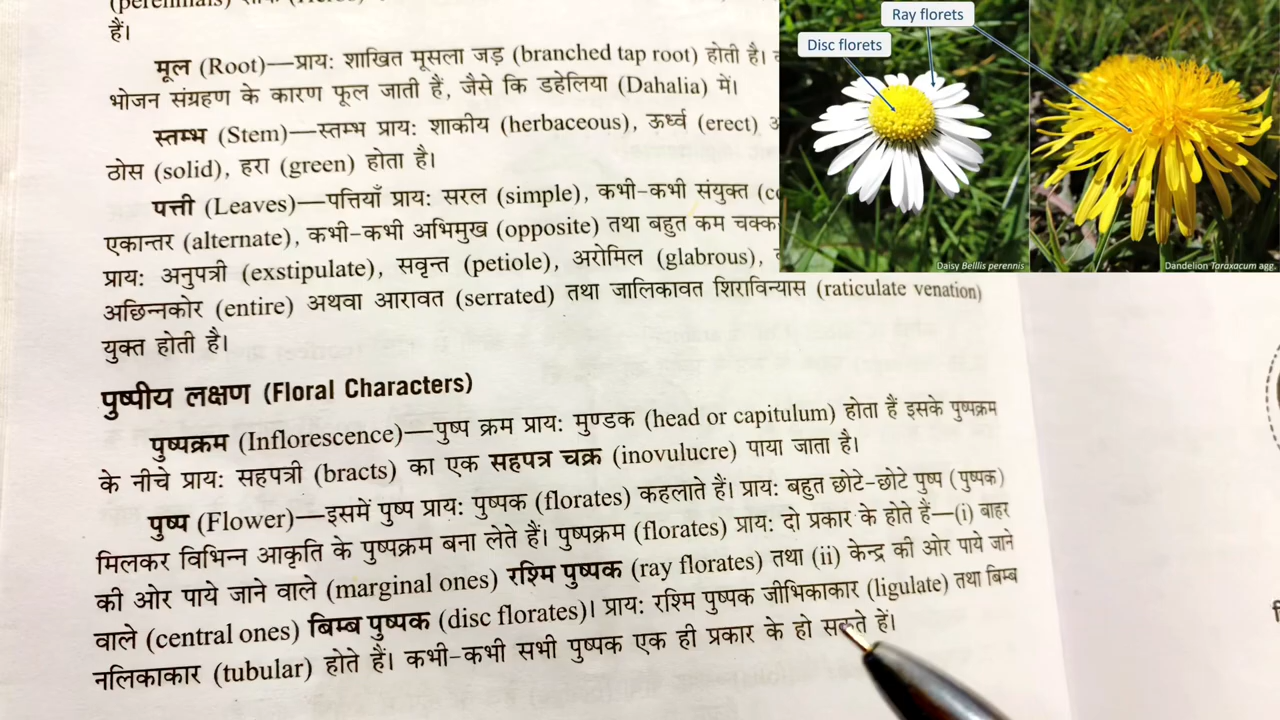 (perennials)
हैं।
मूल (Root)—प्राय: शाखित मूसला जड़ (branched tap root) होती है।
भोजन संग्रहण के कारण फूल जाती हैं, जैसे कि डहेलिया (Dahalia) में।
स्तम्भ (Stem)—स्तम्भ प्राय: शाकीय (herbaceous), ऊर्ध्व (erect)
ठोस (solid), हरा (green) होता है।
पत्ती (Leaves)—पत्तियाँ प्राय: सरल (simple), कभी-कभी संयुक्त
एकान्तर (alternate), कभी-कभी अभिमुख (opposite) तथा बहुत कम
प्राय: अनुपत्री (exstipulate), सवृन्त (petiole), अरोमिल (glabrous),
अछिन्नकोर (entire) अथवा आरावत (serrated) तथा जालिकावत शिराविन्यास (raticulate venation)
युक्त होती है।
पुष्पीय लक्षण (Floral Characters)
पुष्पक्रम (Inflorescence)—पुष्प क्रम प्राय: मुण्डक (head or capitulum) होता हैं इसके पुष्पक्रम
के नीचे प्राय: सहपत्री (bracts) का एक सहपत्र चक्र (inovulucre) पाया जाता है।
पुष्प (Flower)—इसमें पुष्प प्राय: पुष्पक (florates) कहलाते हैं। प्राय: बहुत छोटे-छोटे पुष्प (पुष्पक)
मिलकर विभिन्न आकृति के पुष्पक्रम बना लेते हैं। पुष्पक्रम (florates) प्राय: दो प्रकार के होते हैं—(i) बाहर
की ओर पाये जाने वाले (marginal ones) रश्मि पुष्पक (ray florates) तथा (ii) केन्द्र की ओर पाये जाने
वाले (central ones) बिम्ब पुष्पक (disc florates)। प्राय: रश्मि पुष्पक जीभिकाकार (ligulate) तथा बिम्ब
नलिकाकार (tubular) होते हैं। कभी-कभी सभी पुष्पक एक ही प्रकार के हो सकते हैं।
Ray florets
Disc florets
Daisy Belllis perennis
Dandelion Taraxacum agg.